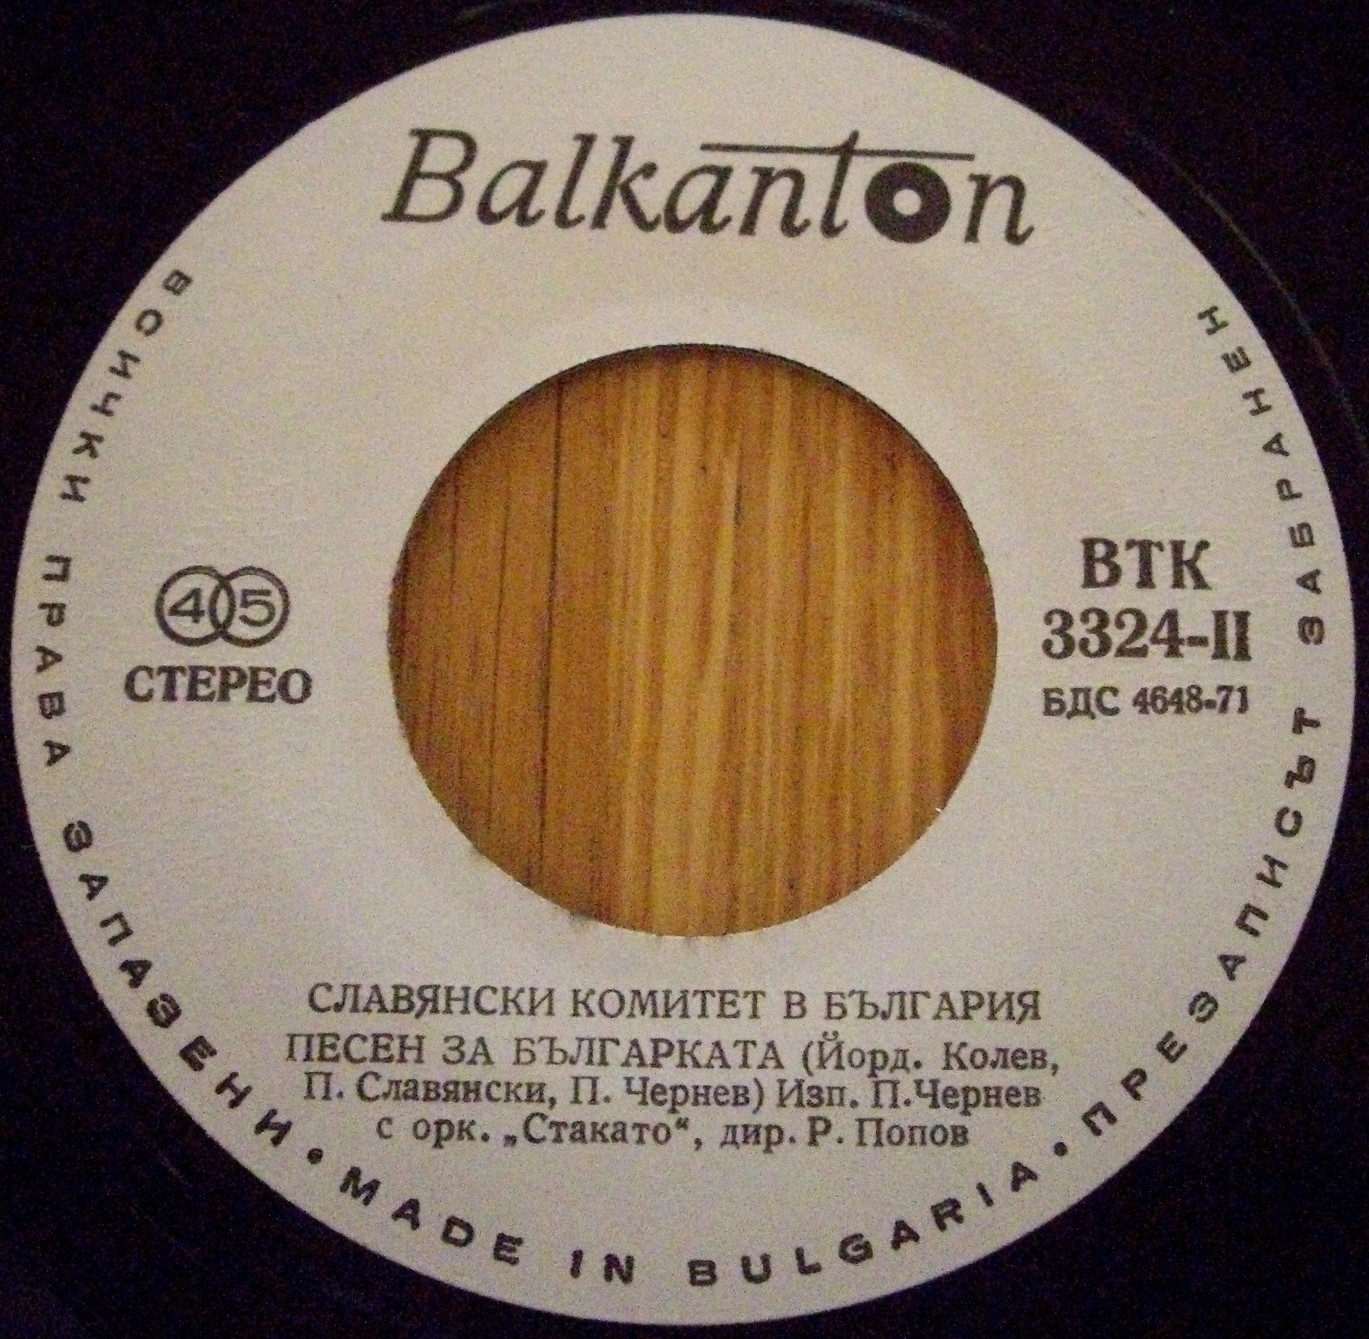 Balkanton
45
СТЕРЕО
ВТК
3324-II
БДС 4648-71
СЛАВЯНСКИ КОМИТЕТ В БЪЛГАРИЯ
ПЕСЕН ЗА БЪЛГАРКАТА (Йорд. Колев,
П. Славянски, П. Чернев) Изп. П.Чернев
с орк. „Стакато“, дир. Р. Попов
ВСИЧКИ ПРАВА ЗАПАЗЕНИ • MADE IN BULGARIA • ПРЕЗАПИСЪТ ЗАБРАНЕН